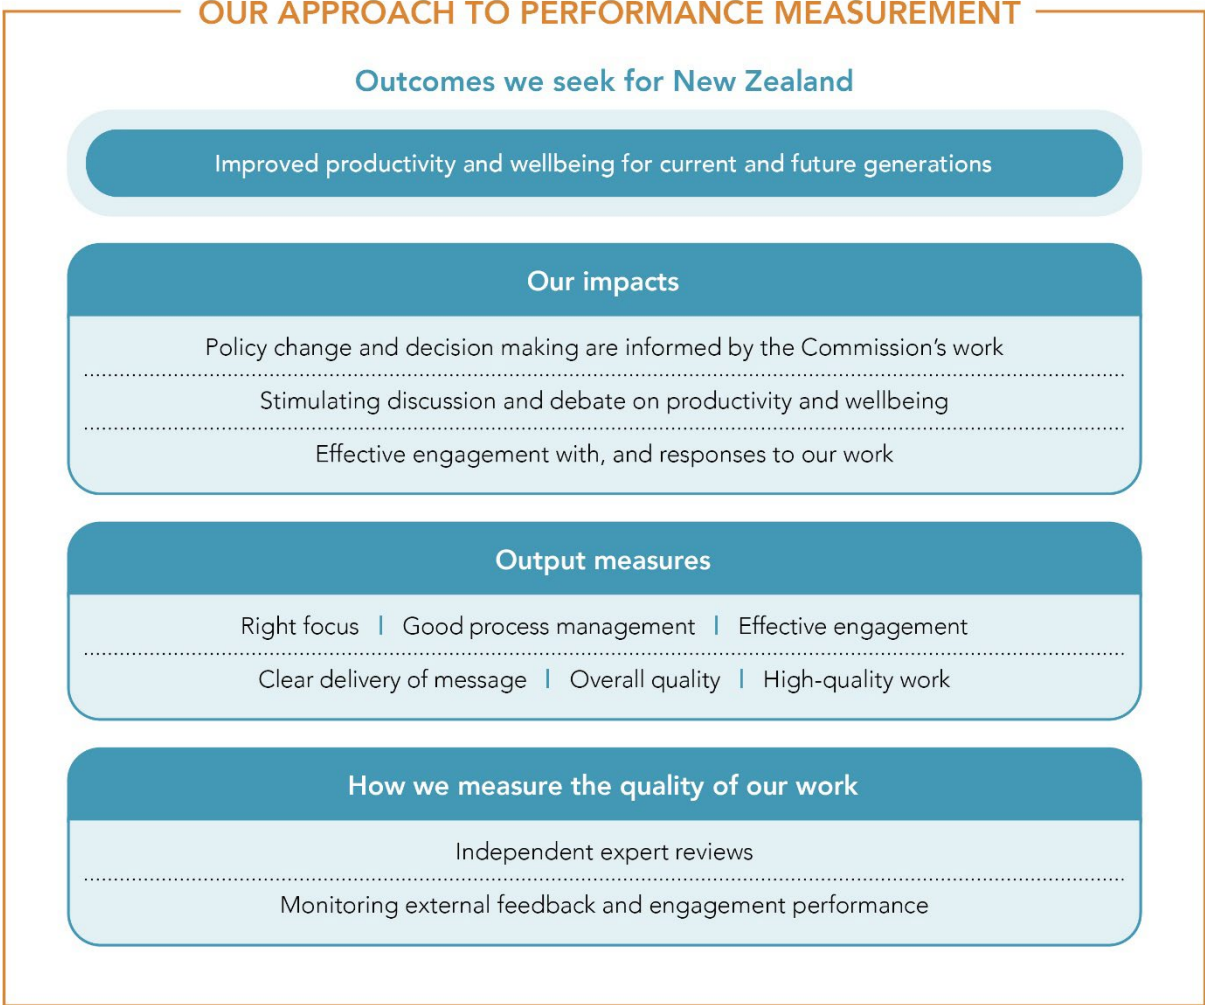 OUR APPROACH TO PERFORMANCE MEASUREMENT
Outcomes we seek for New Zealand
Improved productivity and wellbeing for current and future generations
Our impacts
Policy change and decision making are informed by the Commission’s work
Stimulating discussion and debate on productivity and wellbeing
Effective engagement with, and responses to our work
Output measures
Right focus | Good process management | Effective engagement
Clear delivery of message | Overall quality | High-quality work
How we measure the quality of our work
Independent expert reviews
Monitoring external feedback and engagement performance